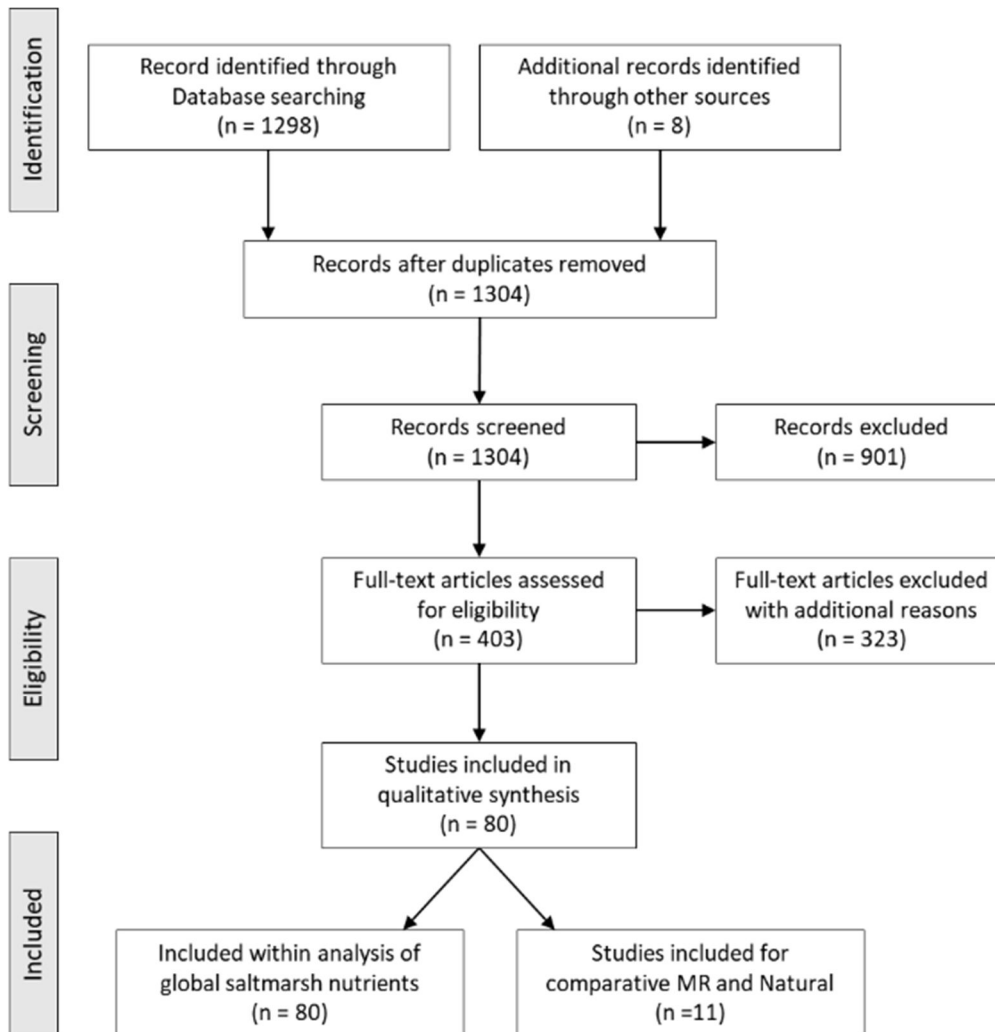 Identification
Record identified through
Database searching
(n = 1298)
Additional records identified
through other sources
(n = 8)
Records after duplicates removed
(n = 1304)
Screening
Records screened
(n = 1304)
Records excluded
(n = 901)
Eligibility
Full-text articles assessed
for eligibility
(n = 403)
Full-text articles excluded
with additional reasons
(n = 323)
Studies included in
qualitative synthesis
(n = 80)
Included
Included within analysis of
global saltmarsh nutrients
(n = 80)
Studies included for
comparative MR and Natural
(n =11)